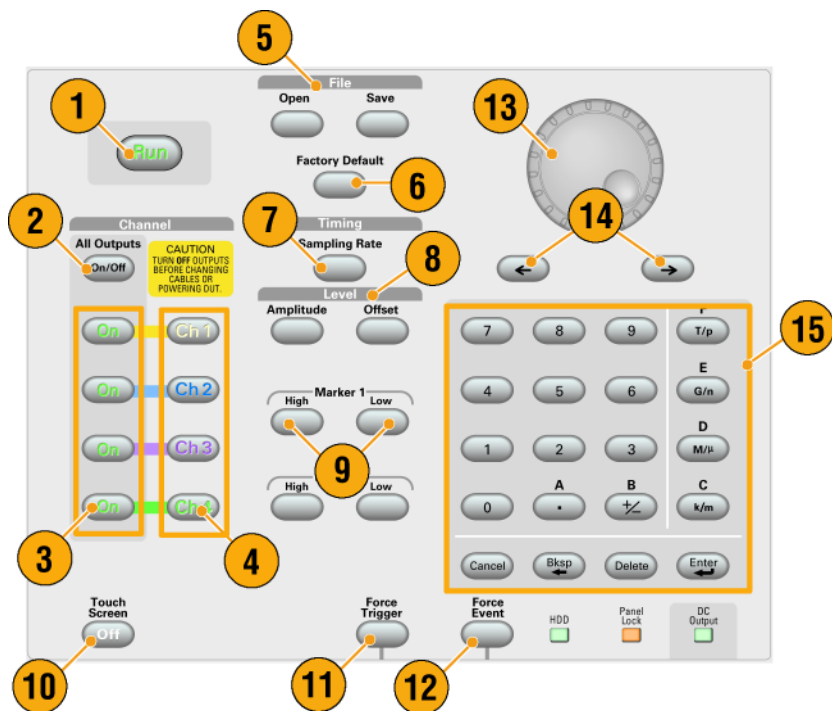 5
File
Open
Save
1
Run
13
Factory Default
6
2
7
14
Channel
Timing
All Outputs
On/Off
CAUTION
TURN OFF OUTPUTS
BEFORE CHANGING
CABLES OR
POWERING DUT.
Sampling Rate
8
←
→
Level
Amplitude
Offset
On
Ch 1
On
Ch 2
On
Ch 3
On
Ch 4
3
4
Marker 1
High
Low
9
High
Low
7
8
9
F
T/p
15
4
5
6
E
G/n
1
2
3
D
M/µ
0
A
.
B
+/−
C
k/m
Cancel
Bksp
Delete
Enter
Touch
Screen
Off
10
Force
Trigger
11
Force
Event
12
HDD
Panel
Lock
DC
Output